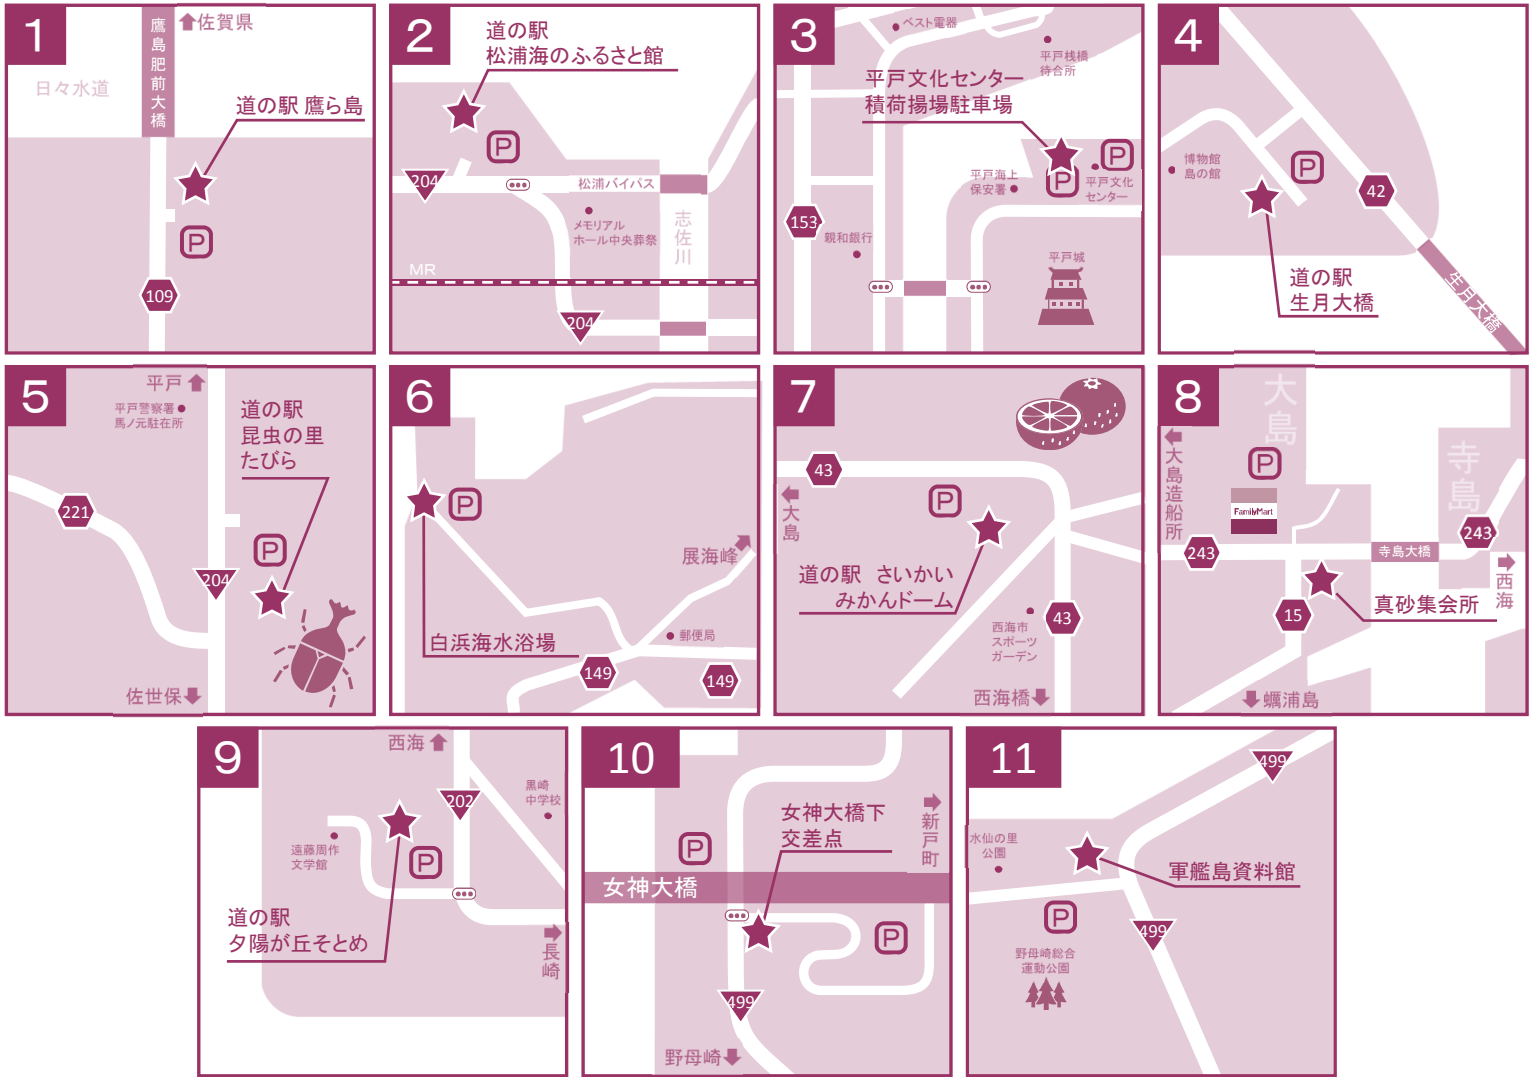 1
佐賀県
鷹島肥前大橋
日々水道
道の駅 鷹ら島
P
109
2
道の駅
松浦海のふるさと館
P
204
松浦バイパス
メモリアル
ホール中央葬祭
志佐川
MR
204
3
ベスト電器
平戸桟橋
待合所
平戸文化センター
積荷揚場駐車場
P
P
平戸海上
保安署
平戸文化
センター
153
親和銀行
平戸城
4
博物館
島の館
P
42
道の駅
生月大橋
生月大橋
5
平戸
平戸警察署
馬ノ元駐在所
道の駅
昆虫の里
たびら
221
P
204
佐世保
6
P
展海峰
白浜海水浴場
郵便局
149
149
7
43
大島
P
道の駅 さいかい
みかんドーム
西海市
スポーツ
ガーデン
43
西海橋
8
大島
大島造船所
P
FamilyMart
寺島
243
寺島大橋
243
西海
15
真砂集会所
蠣浦島
9
西海
黒崎
中学校
202
遠藤周作
文学館
P
道の駅
夕陽が丘そとめ
長崎
10
女神大橋下
交差点
新戸町
P
女神大橋
P
499
野母崎
11
499
水仙の里
公園
軍艦島資料館
P
499
野母崎総合
運動公園